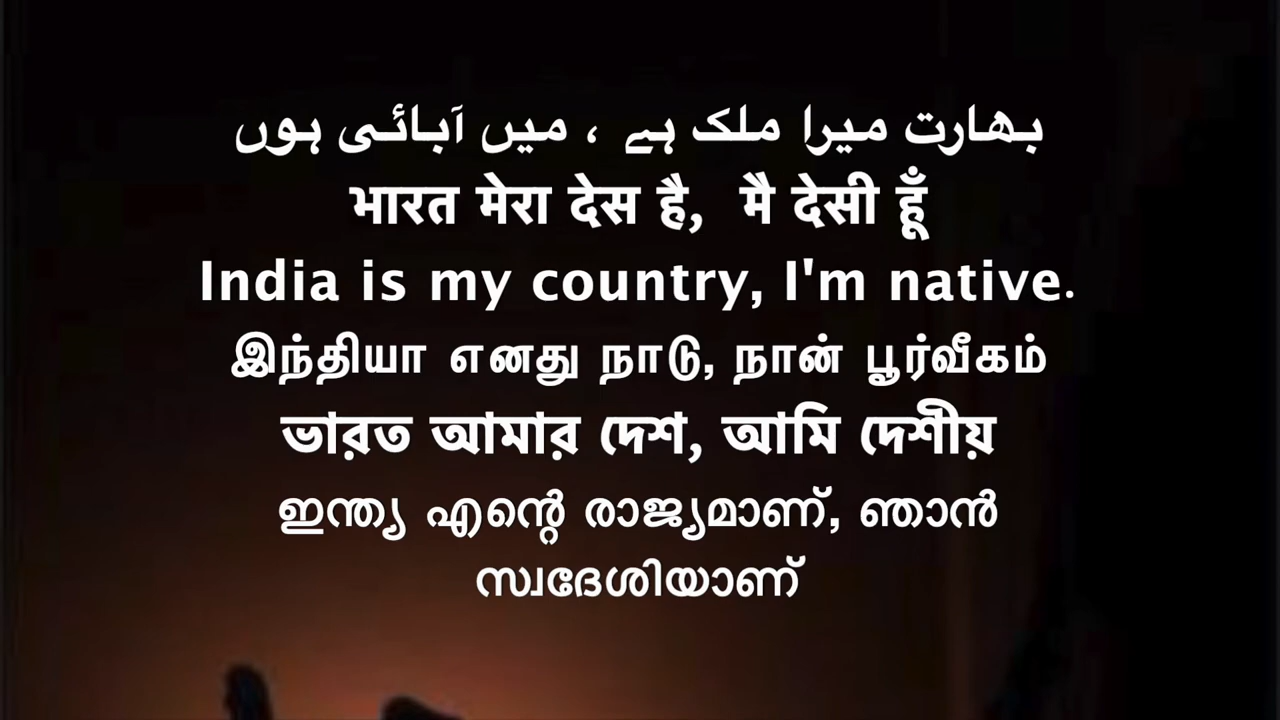 بھارت میرا ملک ہے ، میں آبائی ہوں
भारत मेरा देस है, मै देसी हूँ
India is my country, I'm native.
இந்தியா எனது நாடு, நான் பூர்வீகம்
ভারত আমার দেশ, আমি দেশীয়
ഇന്ത്യ എന്റെ രാജ്യമാണ്, ഞാൻ
സ്വദേശിയാണ്